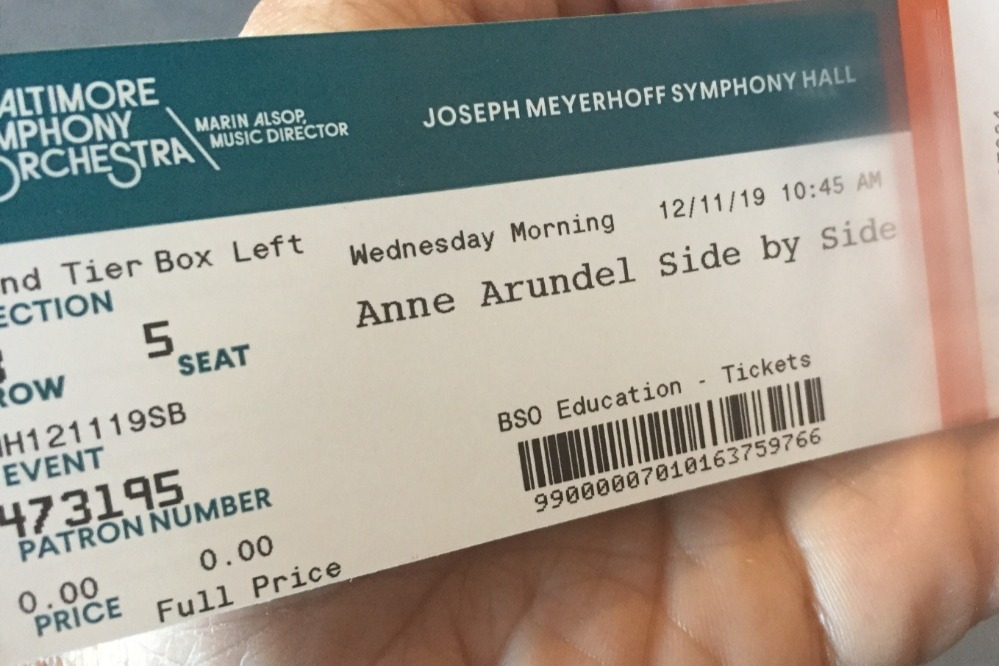 ALTIMORE
MPHONY
ORCHESTRA
MARIN ALSOP,
MUSIC DIRECTOR
JOSEPH MEYERHOFF SYMPHONY HALL
nd Tier Box Left
ECTION
5
SEAT
ROW
H121119SB
EVENT
473195
PATRON NUMBER
0.00 0.00
PRICE Full Price
Wednesday Morning 12/11/19 10:45 AM
Anne Arundel Side by Side
BSO Education - Tickets
99000007010163759766